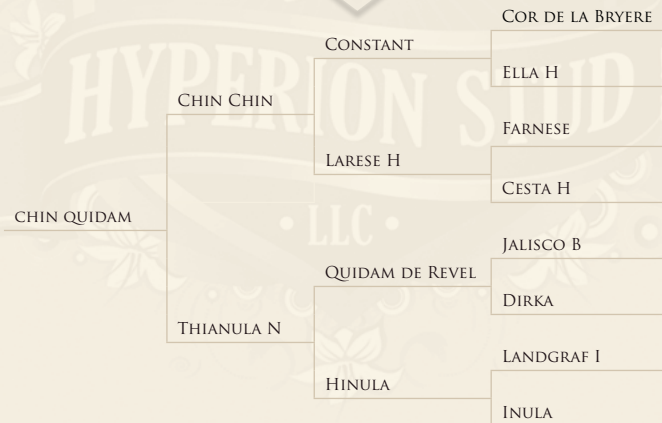 Cor de la Bryere
Constant
Ella H
Chin Chin
Farnese
Larese H
Cesta H
chin quidam
Jalisco B
Quidam de Revel
Dirka
Thianula N
Landgraf I
Hinula
Inula
HYPERION STUD
• LLC •